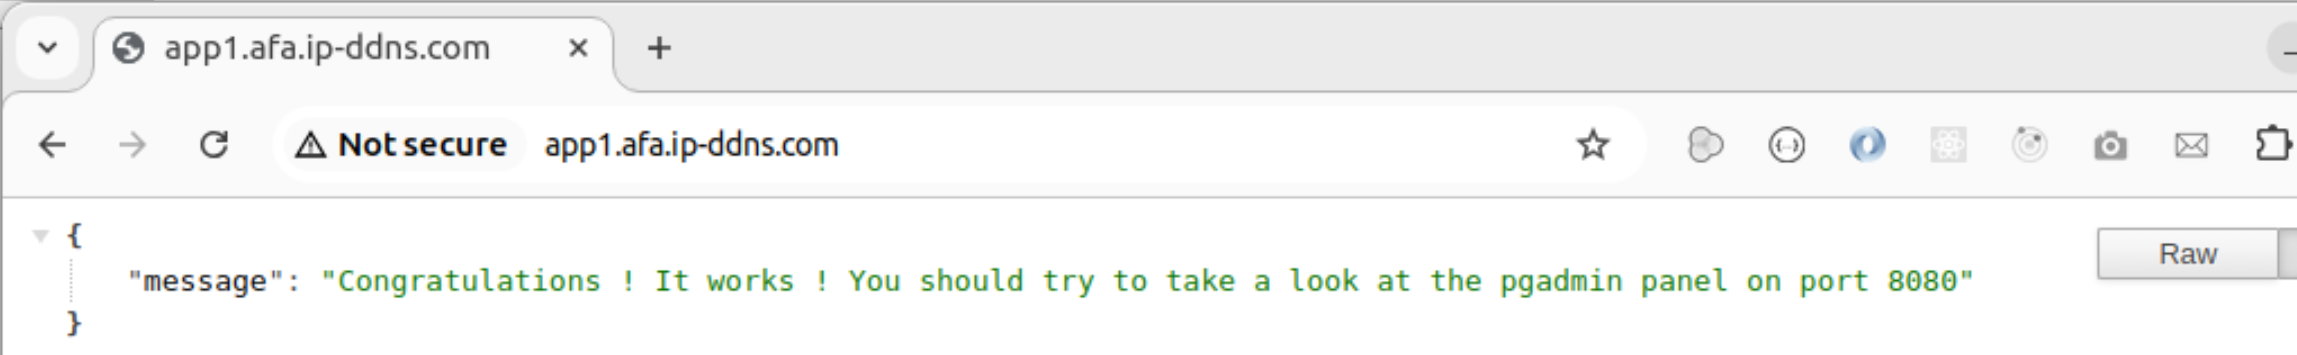 app1.afa.ip-ddns.com
Not secure app1.afa.ip-ddns.com
{
Raw
"message": "Congratulations ! It works ! You should try to take a look at the pgadmin panel on port 8080"
}